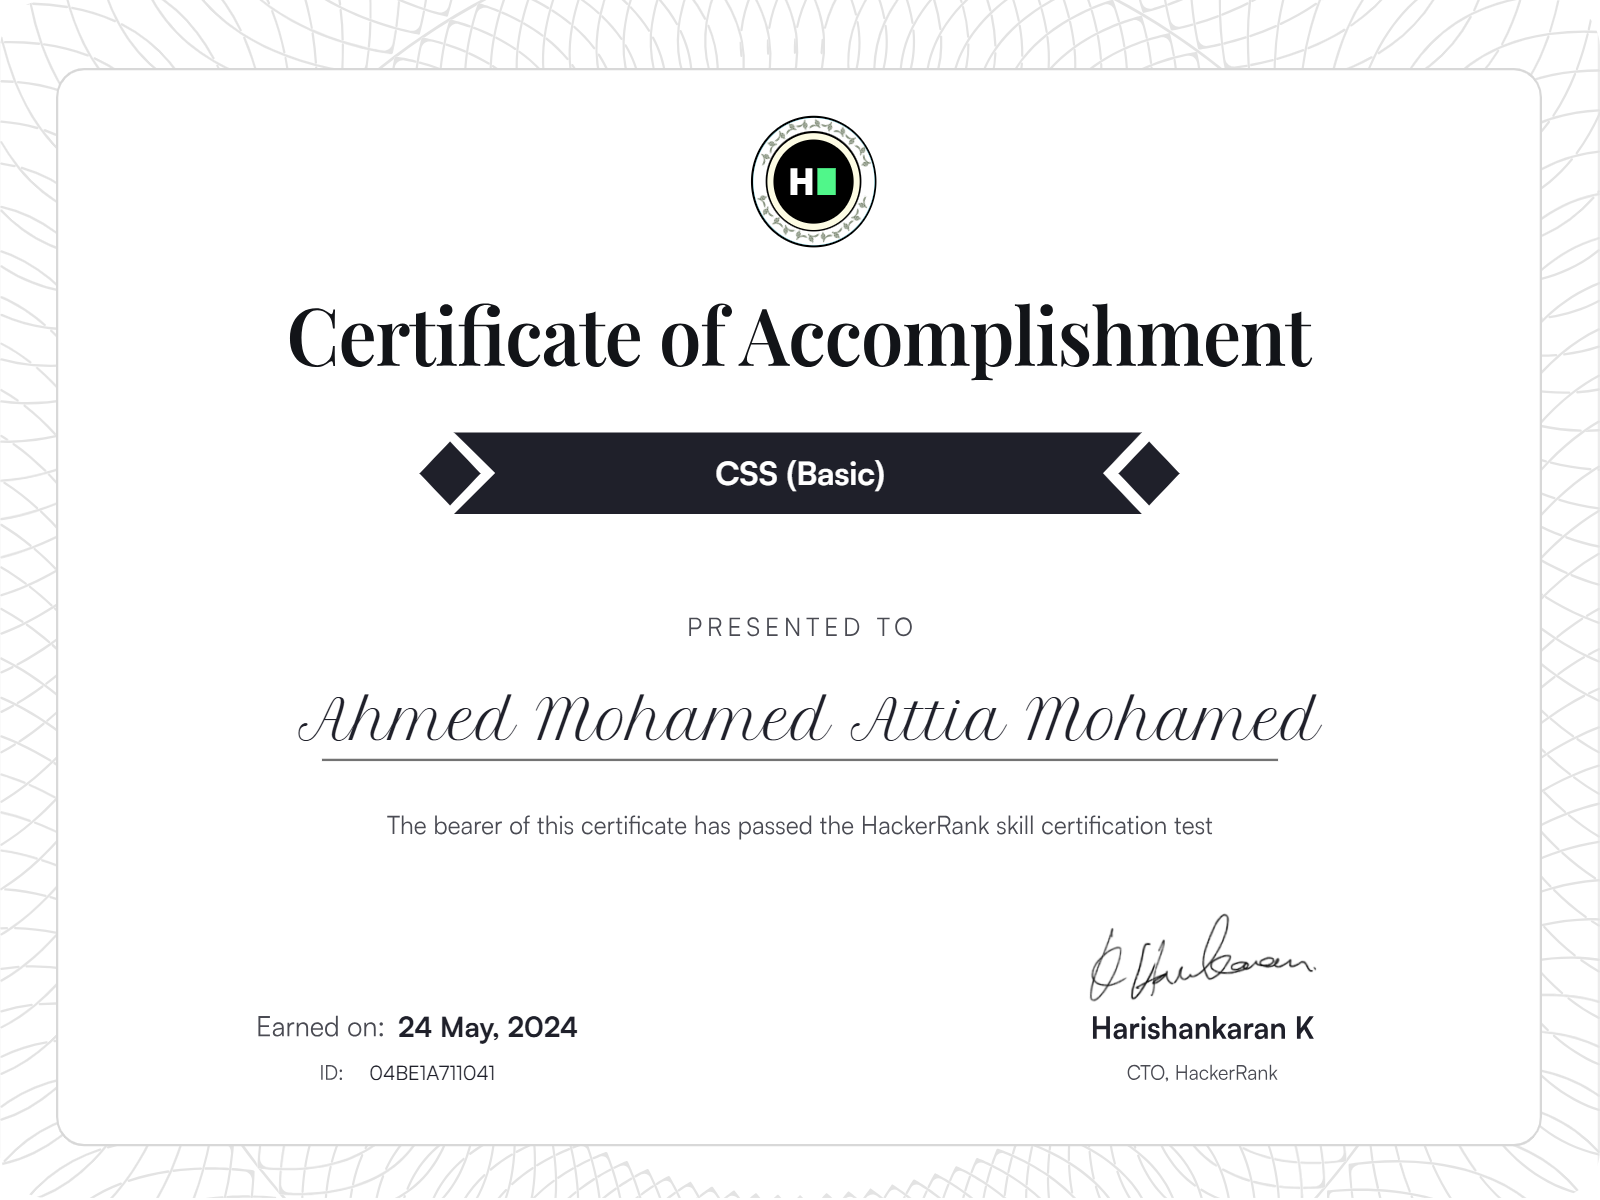 H
Certificate of Accomplishment
CSS (Basic)
PRESENTED TO
Ahmed Mohamed Attia Mohamed
The bearer of this certificate has passed the HackerRank skill certification test
Earned on: 24 May, 2024
ID: 04BE1A711041
Harishankaran K
CTO, HackerRank